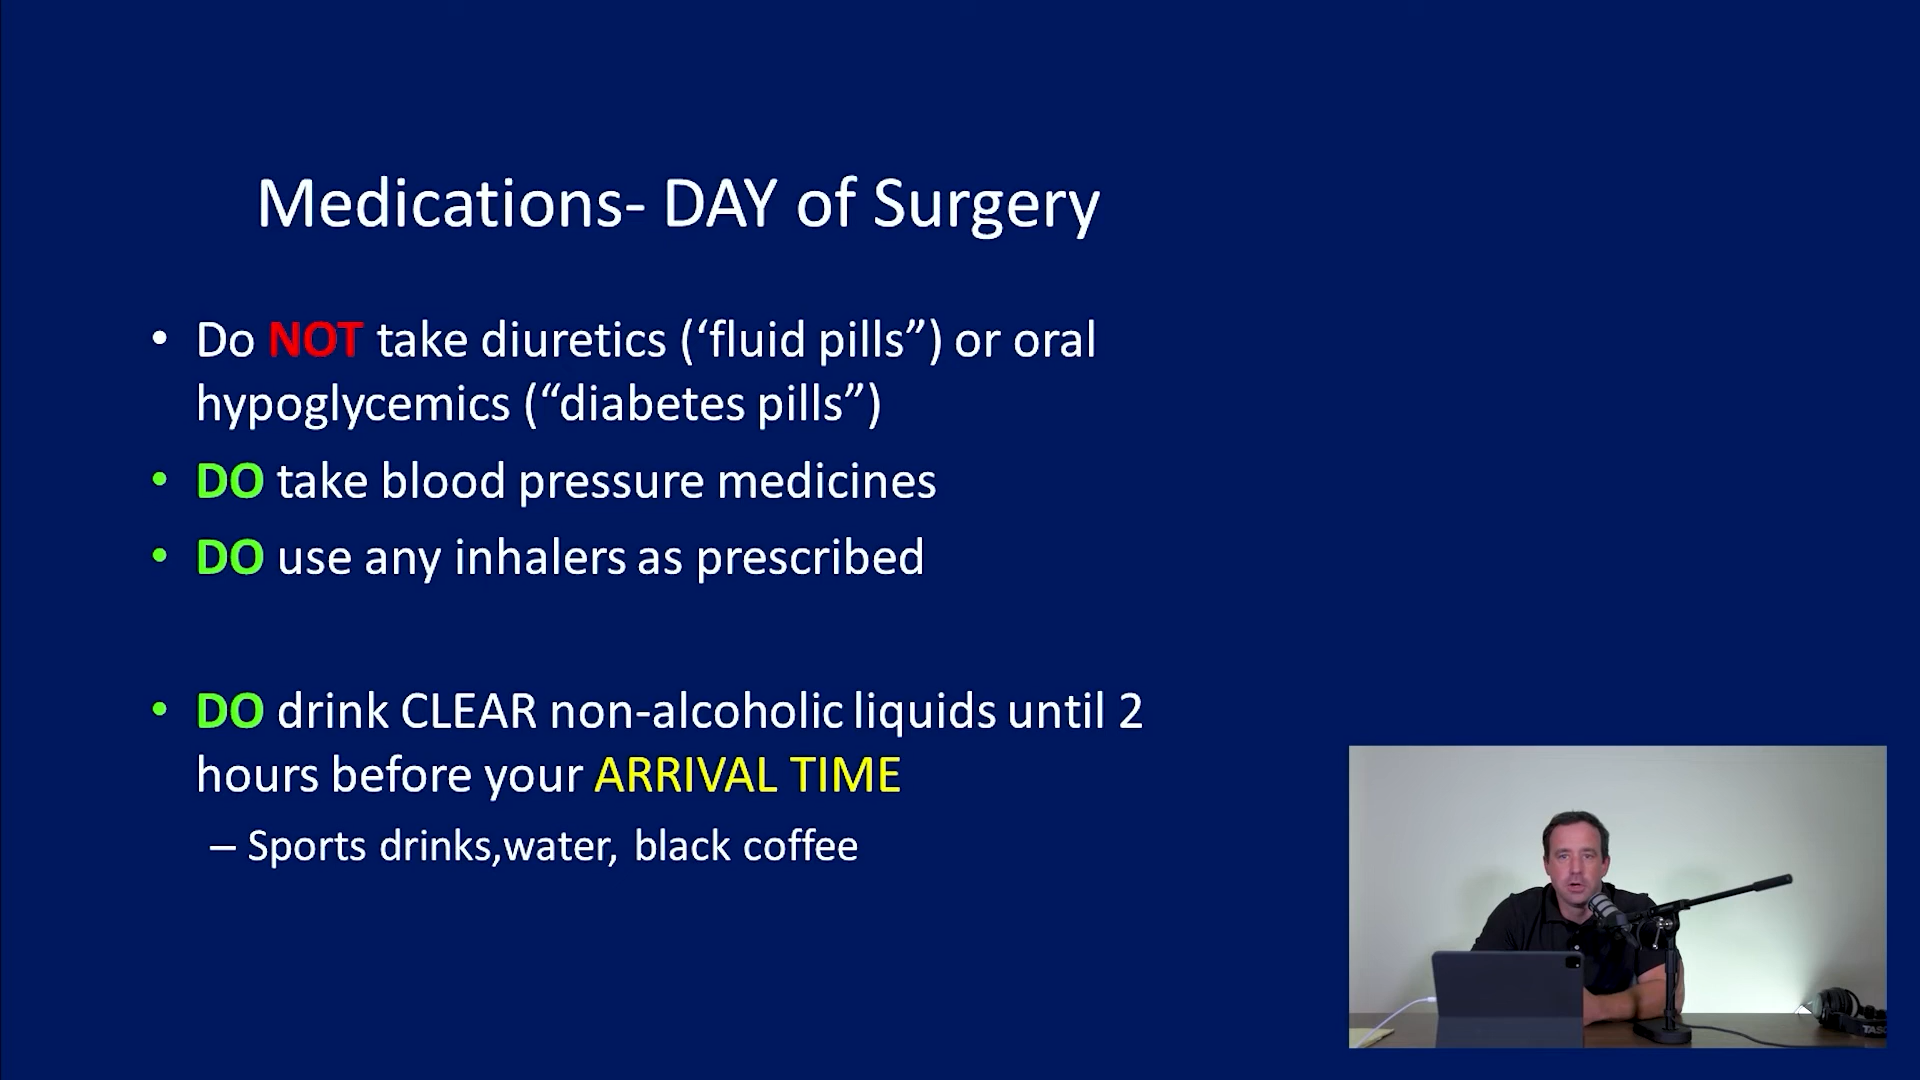 Medications- DAY of Surgery
• Do NOT take diuretics (‘fluid pills”) or oral
hypoglycemics (“diabetes pills”)
• DO take blood pressure medicines
• DO use any inhalers as prescribed
• DO drink CLEAR non-alcoholic liquids until 2
hours before your ARRIVAL TIME
– Sports drinks,water, black coffee